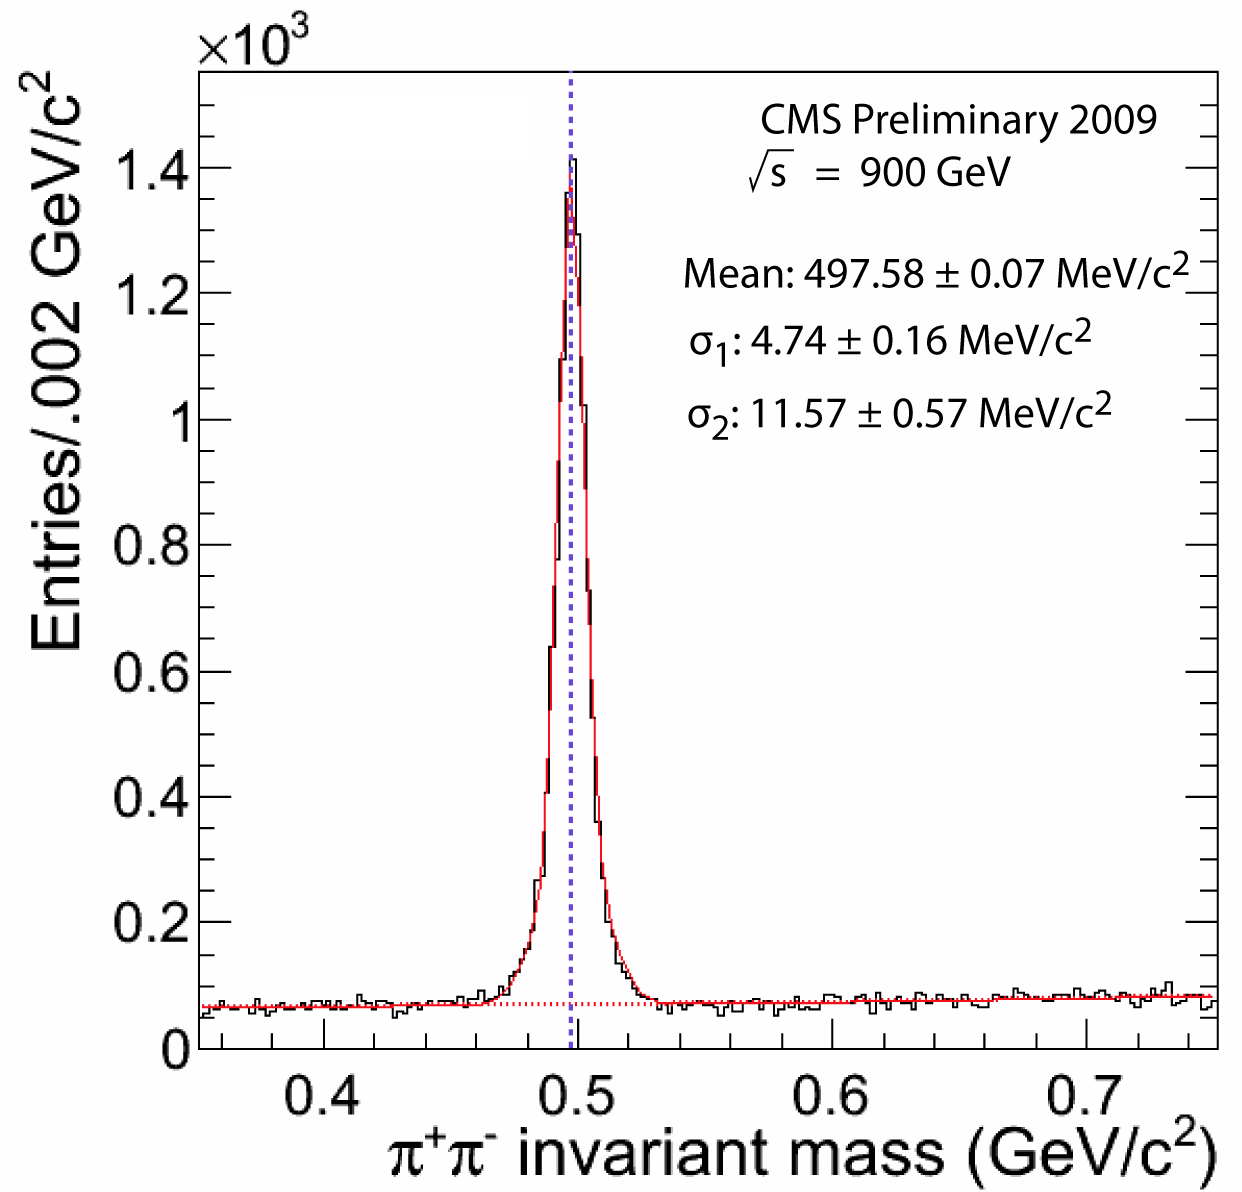 ×10³
Entries/.002 GeV/c²
1.4
1.2
1
0.8
0.6
0.4
0.2
0
CMS Preliminary 2009
√s = 900 GeV
Mean: 497.58 ± 0.07 MeV/c²
σ₁: 4.74 ± 0.16 MeV/c²
σ₂: 11.57 ± 0.57 MeV/c²
0.4 0.5 0.6 0.7
π⁺π⁻ invariant mass (GeV/c²)